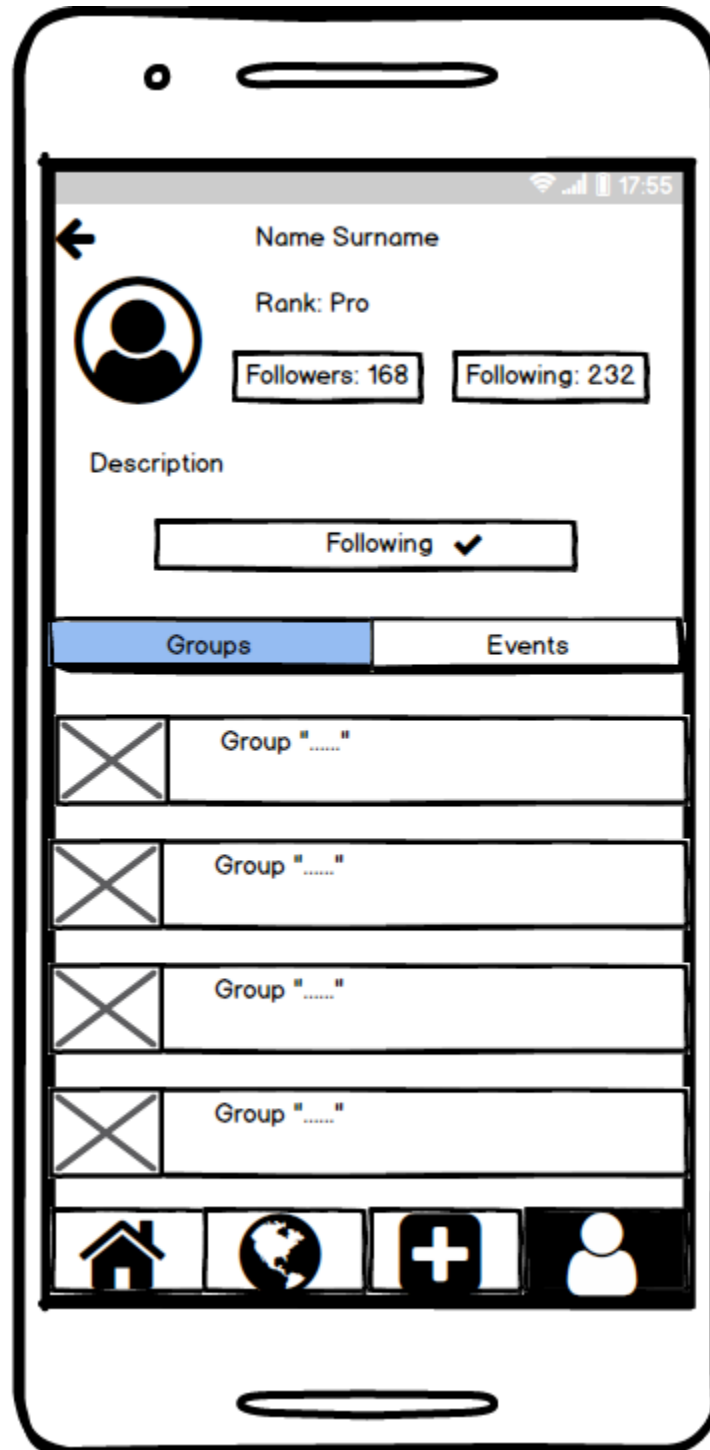 17:55
Name Surname
Rank: Pro
Followers: 168 Following: 232
Description
Following
Groups Events
Group "......"
Group "......"
Group "......"
Group "......"